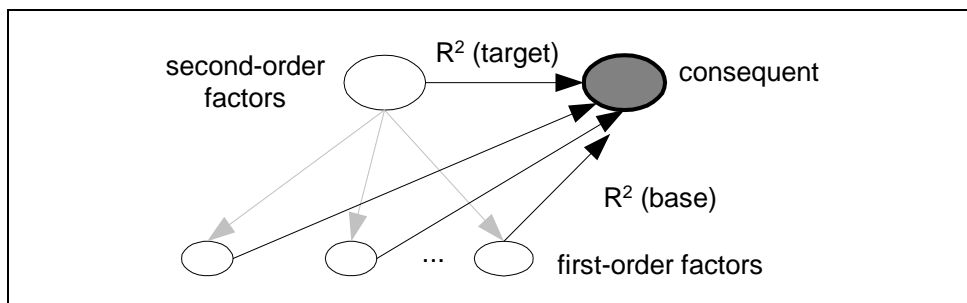 R² (target)
second-order
factors
consequent
R² (base)
...
first-order factors